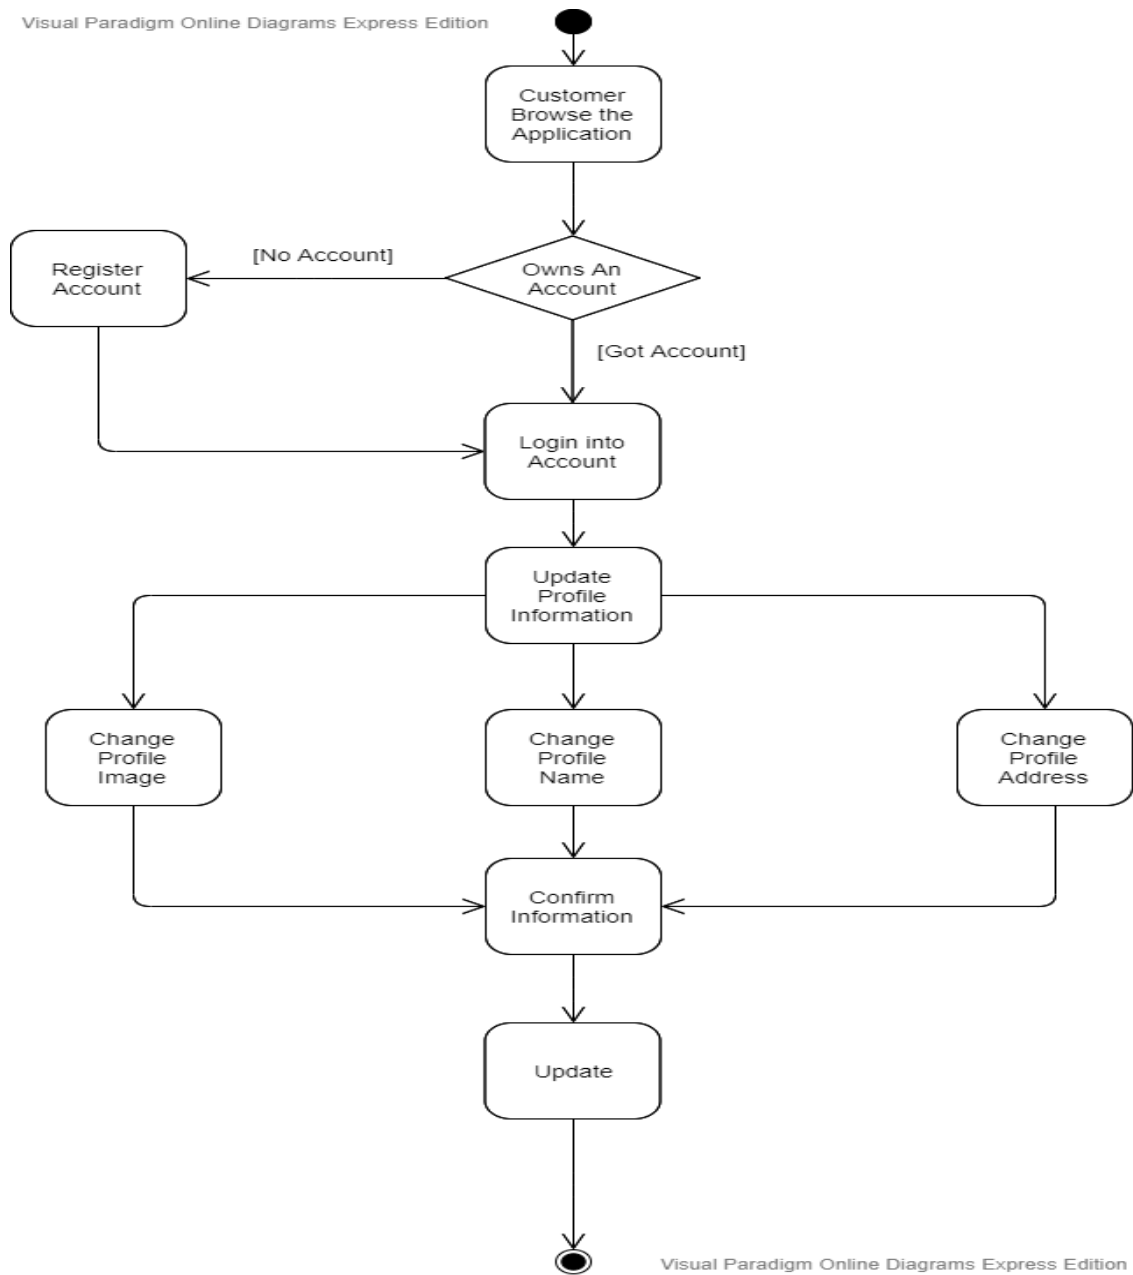 Visual Paradigm Online Diagrams Express Edition
Customer
Browse the
Application
[No Account]
Owns An
Account
Register
Account
[Got Account]
Login into
Account
Update
Profile
Information
Change
Profile
Image
Change
Profile
Name
Change
Profile
Address
Confirm
Information
Update
Visual Paradigm Online Diagrams Express Edition